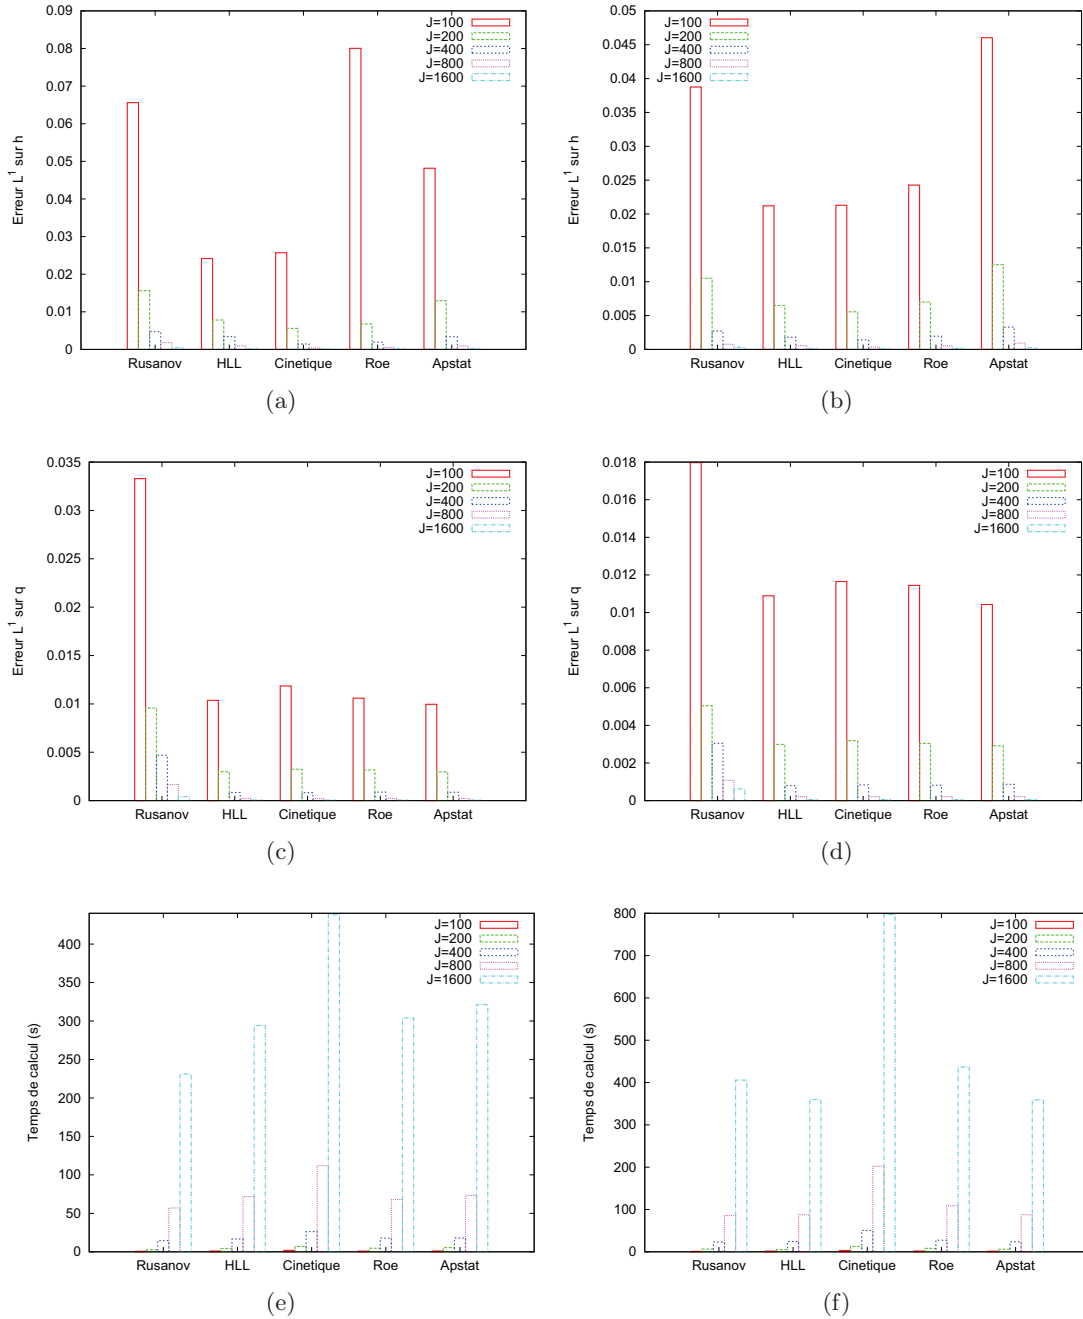 0.09
0.08
0.07
0.06
0.05
0.04
0.03
0.02
0.01
0
Erreur L¹ sur h
J=100
J=200
J=400
J=800
J=1600
Rusanov HLL Cinetique Roe Apstat
(a)
0.05
0.045
0.04
0.035
0.03
0.025
0.02
0.015
0.01
0.005
0
Erreur L¹ sur h
J=100
J=200
J=400
J=800
J=1600
Rusanov HLL Cinetique Roe Apstat
(b)
0.035
0.03
0.025
0.02
0.015
0.01
0.005
0
Erreur L¹ sur q
J=100
J=200
J=400
J=800
J=1600
Rusanov HLL Cinetique Roe Apstat
(c)
0.018
0.016
0.014
0.012
0.01
0.008
0.006
0.004
0.002
0
Erreur L¹ sur q
J=100
J=200
J=400
J=800
J=1600
Rusanov HLL Cinetique Roe Apstat
(d)
400
350
300
250
200
150
100
50
0
Temps de calcul (s)
J=100
J=200
J=400
J=800
J=1600
Rusanov HLL Cinetique Roe Apstat
(e)
800
700
600
500
400
300
200
100
0
Temps de calcul (s)
J=100
J=200
J=400
J=800
J=1600
Rusanov HLL Cinetique Roe Apstat
(f)